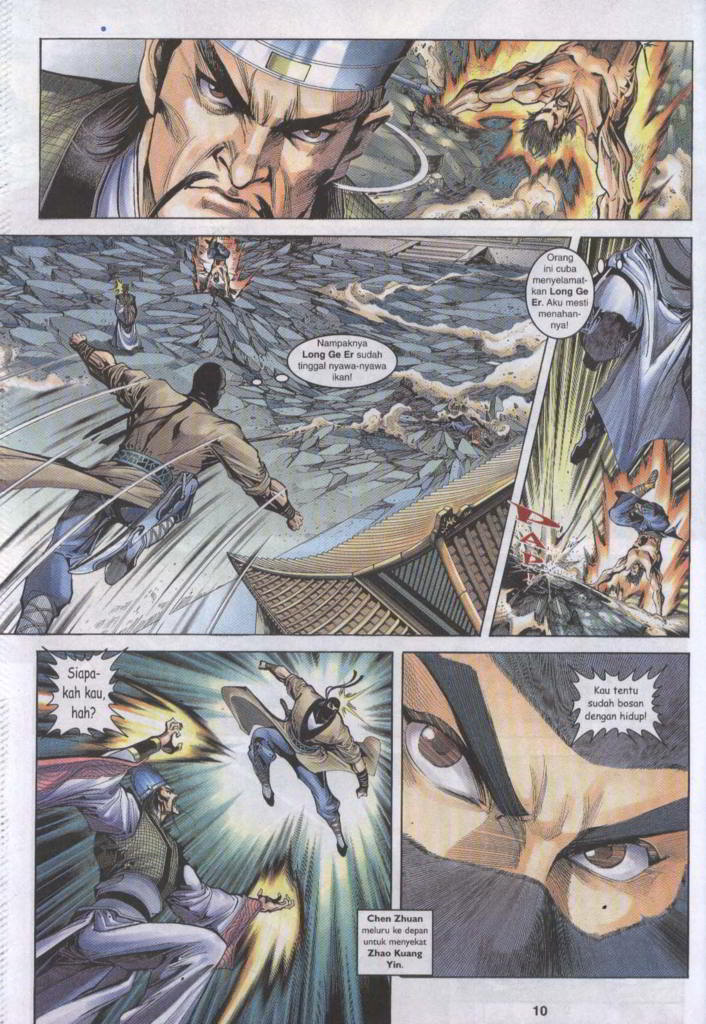 Nampaknya
Long Ge Er sudah
tinggal nyawa-nyawa
ikan!
Orang
ini cuba
menyelamat-
kan Long Ge
Er. Aku mesti
menahan-
nya!
PAP!
Siapa-
kah kau,
hah?
Kau tentu
sudah bosan
dengan hidup!
Chen Zhuan
meluru ke depan
untuk menyekat
Zhao Kuang
Yin.
10